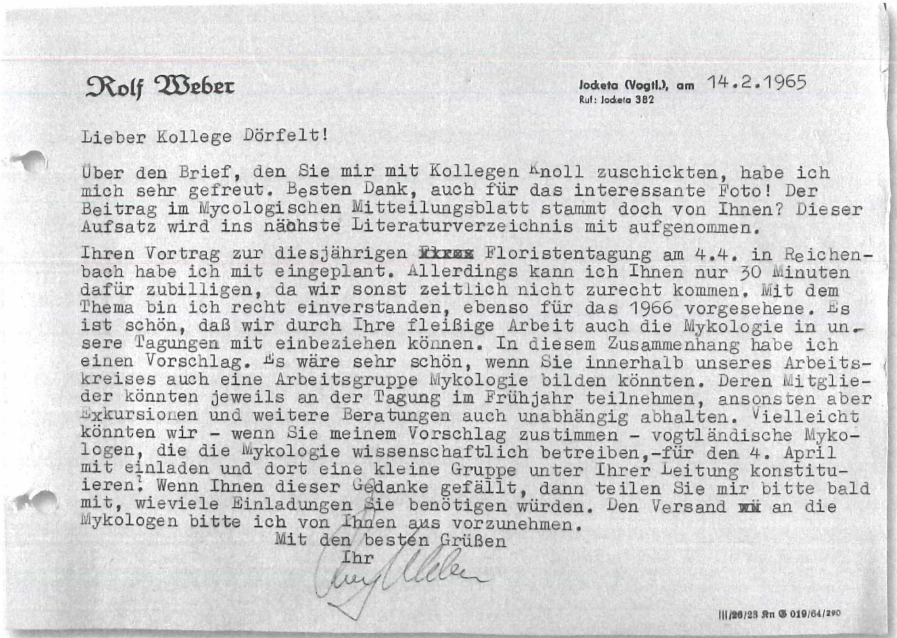 Rolf Weber
Jocketa (Vogtl.), am 14.2.1965
Ruf: Jocketa 382
Lieber Kollege Dörfelt!
Über den Brief, den Sie mir mit Kollegen Knoll zuschickten, habe ich
mich sehr gefreut. Besten Dank, auch für das interessante Foto! Der
Beitrag im Mycologischen Mitteilungsblatt stammt doch von Ihnen? Dieser
Aufsatz wird ins nächste Literaturverzeichnis mit aufgenommen.
Ihren Vortrag zur diesjährigen Floristentagung am 4.4. in Reichen-
bach habe ich mit eingeplant. Allerdings kann ich Ihnen nur 30 Minuten
dafür zubilligen, da wir sonst zeitlich nicht zurecht kommen. Mit dem
Thema bin ich recht einverstanden, ebenso für das 1966 vorgesehene. Es
ist schön, daß wir durch Ihre fleißige Arbeit auch die Mykologie in un-
sere Tagungen mit einbeziehen können. In diesem Zusammenhang habe ich
einen Vorschlag. Es wäre sehr schön, wenn Sie innerhalb unseres Arbeits-
kreises auch eine Arbeitsgruppe Mykologie bilden könnten. Deren Mitglie-
der könnten jeweils an der Tagung im Frühjahr teilnehmen, ansonsten aber
Exkursionen und weitere Beratungen auch unabhängig abhalten. Vielleicht
könnten wir - wenn Sie meinem Vorschlag zustimmen - vogtländische Myko-
logen, die die Mykologie wissenschaftlich betreiben,-für den 4. April
mit einladen und dort eine kleine Gruppe unter Ihrer Leitung konstitu-
ieren. Wenn Ihnen dieser Gedanke gefällt, dann teilen Sie mir bitte bald
mit, wieviele Einladungen Sie benötigen würden. Den Versand an die
Mykologen bitte ich von Ihnen aus vorzunehmen.
Mit den besten Grüßen
Ihr
Weber
III/26/23 Kn G 019/64/290